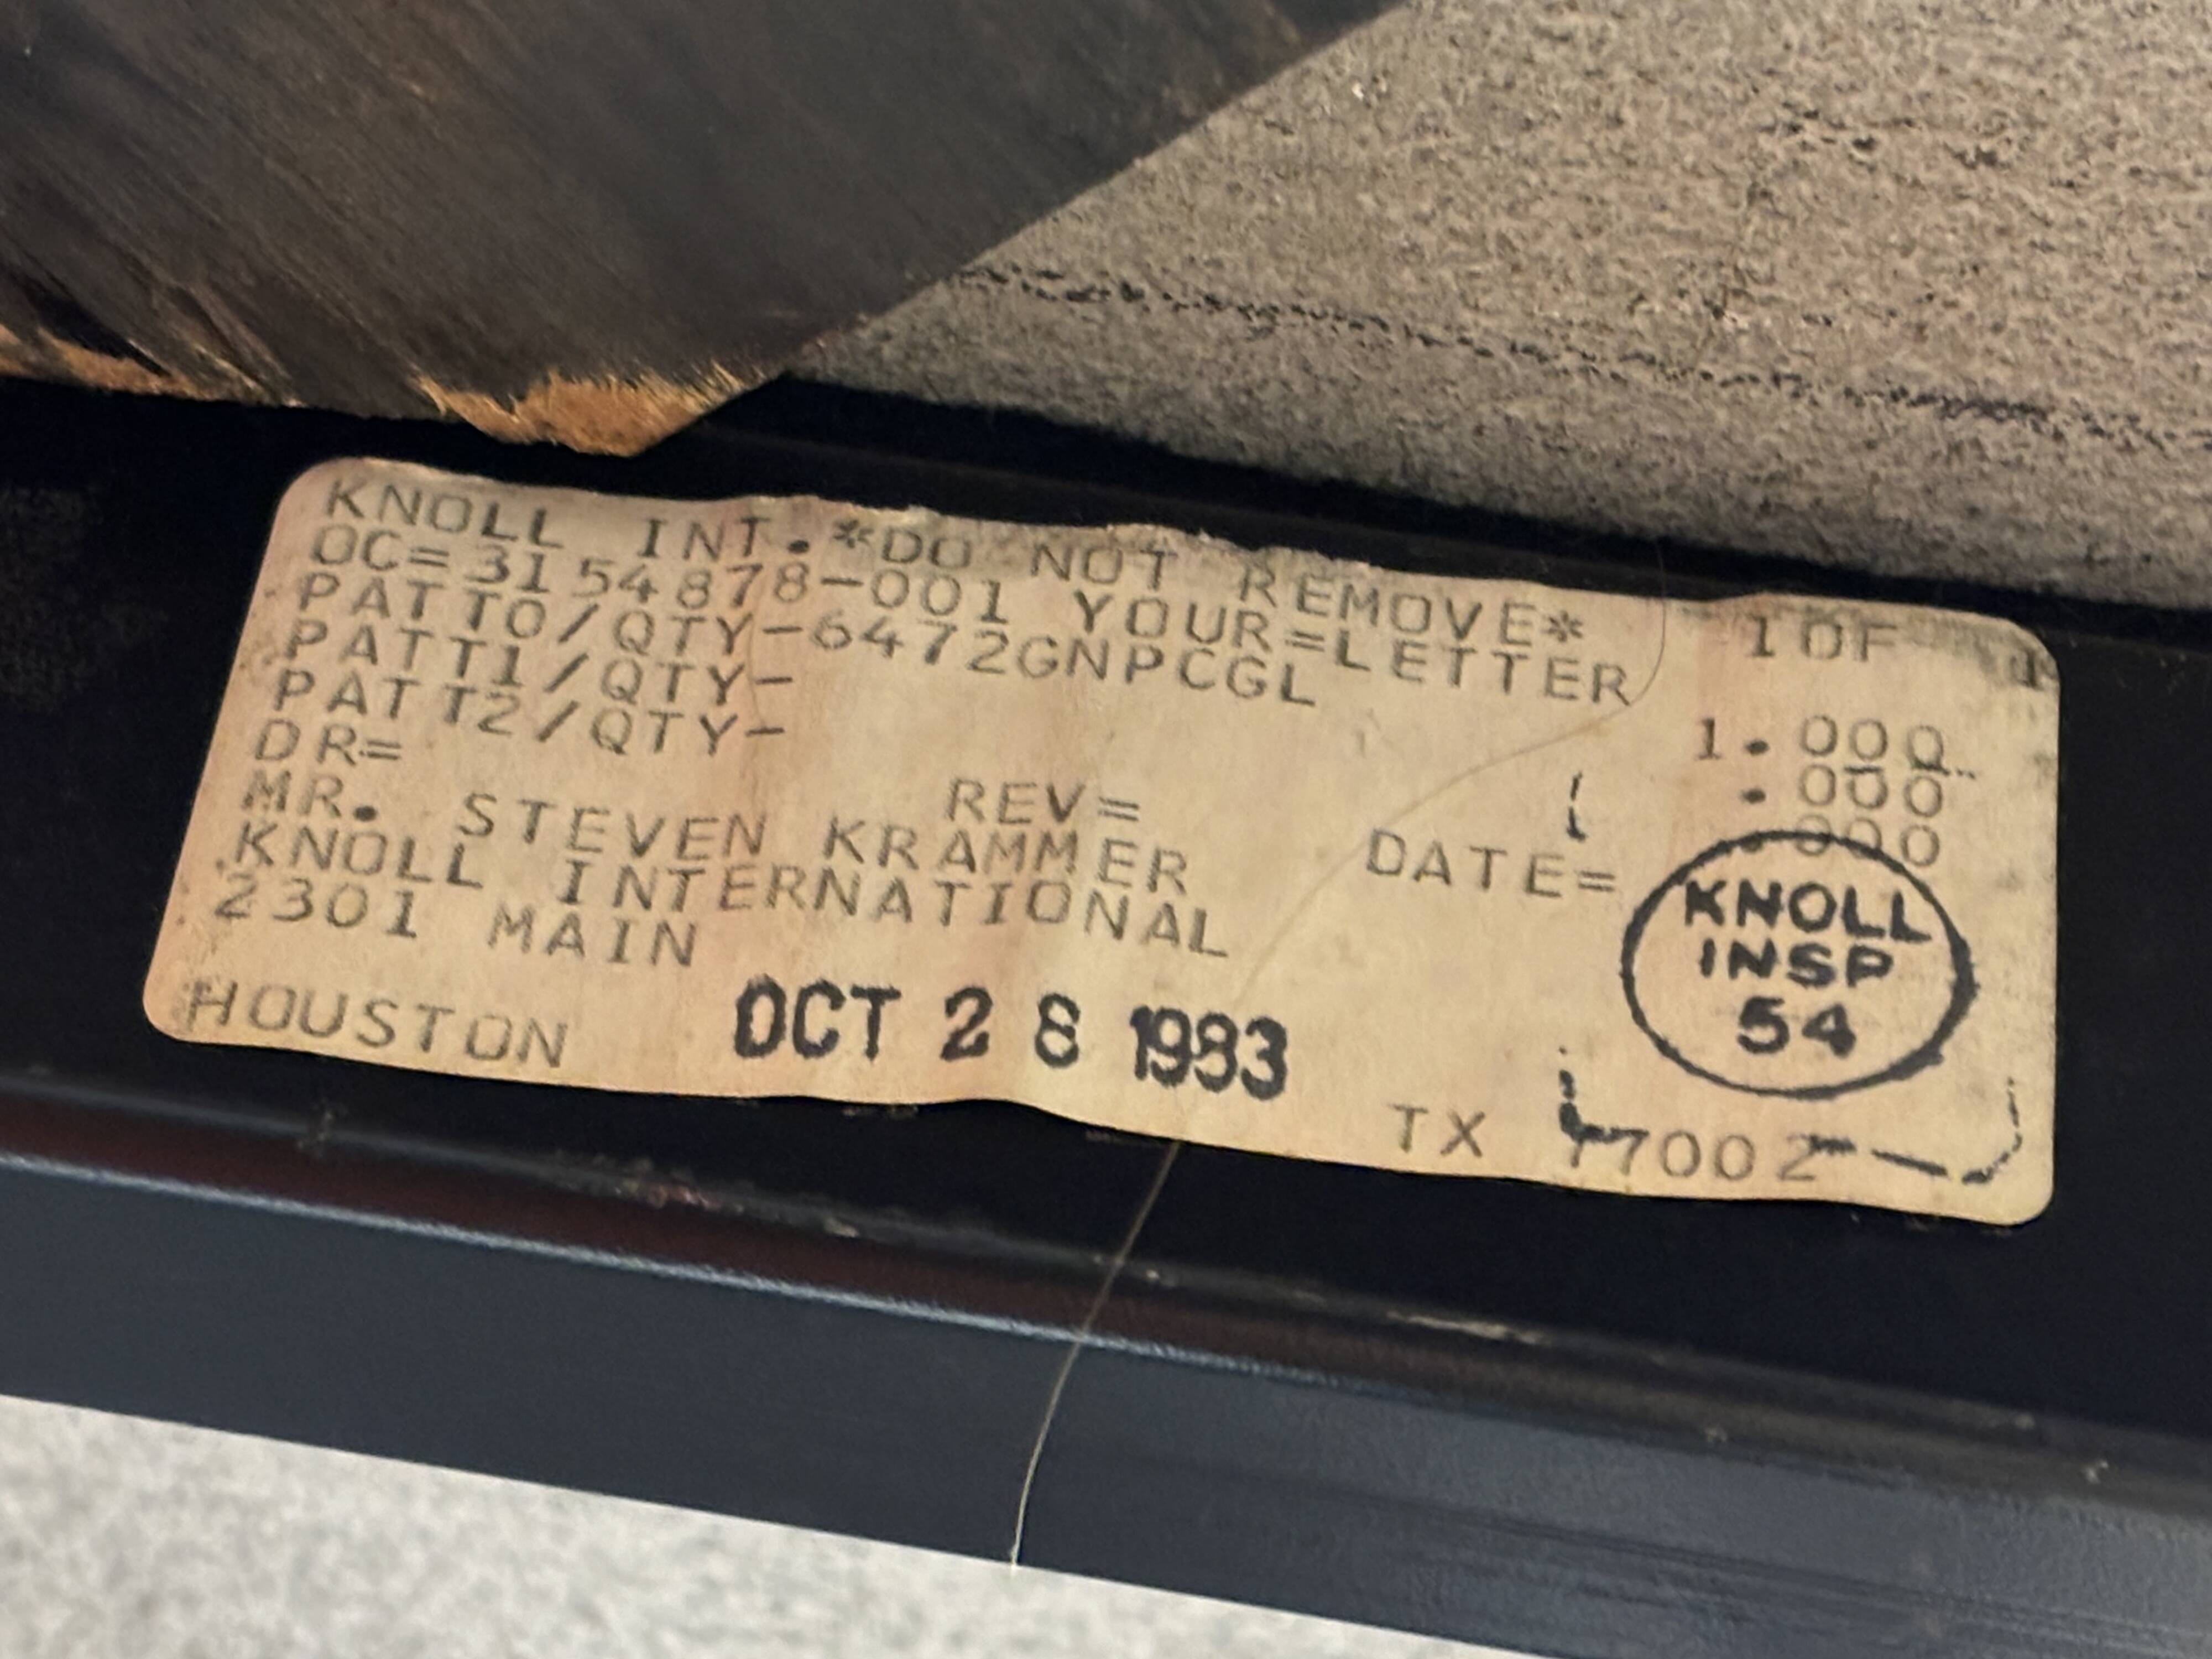 KNOLL INT.*DO NOT REMOVE* 1OF
OC=3154878-001 YOUR=LETTER
PATT0/QTY-6472GNPCGL 1.000
PATT1/QTY- .000
PATT2/QTY- .000
DR= REV= DATE=
MR. STEVEN KRAMMER
KNOLL INTERNATIONAL
2301 MAIN
HOUSTON TX 77002
OCT 28 1983
KNOLL
INSP
54